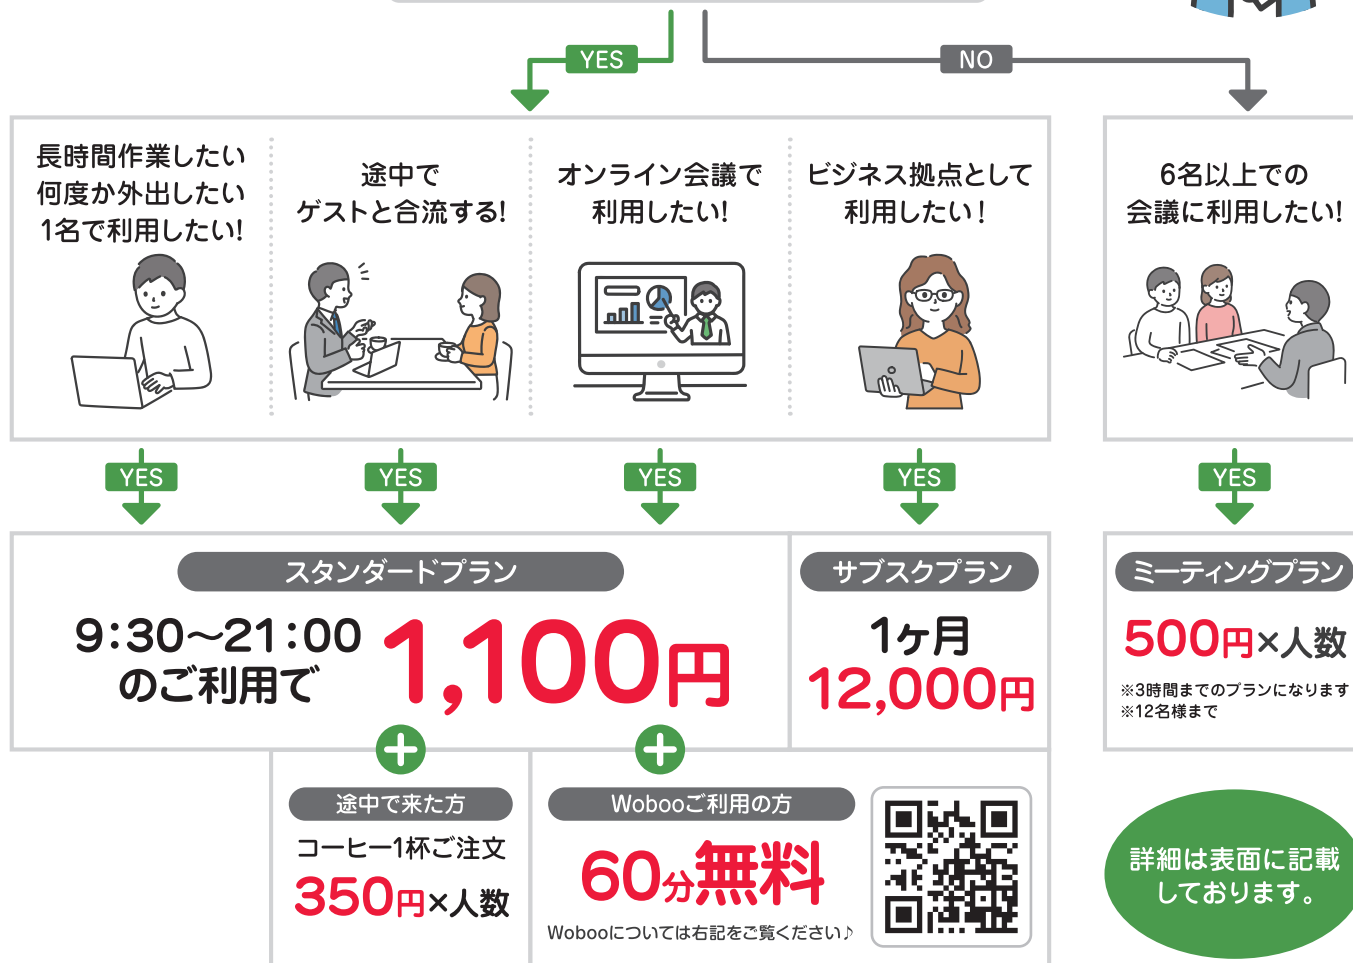 YES
NO
長時間作業したい
何度か外出したい
1名で利用したい!
途中で
ゲストと合流する!
オンライン会議で
利用したい!
ビジネス拠点として
利用したい!
6名以上での
会議に利用したい!
YES
YES
YES
YES
YES
スタンダードプラン
9:30〜21:00
のご利用で
1,100円
サブスクプラン
1ヶ月
12,000円
ミーティングプラン
500円×人数
※3時間までのプランになります
※12名様まで
途中で来た方
コーヒー1杯ご注文
350円×人数
Wobooご利用の方
60分無料
Wobooについては右記をご覧ください♪
詳細は表面に記載
しております。